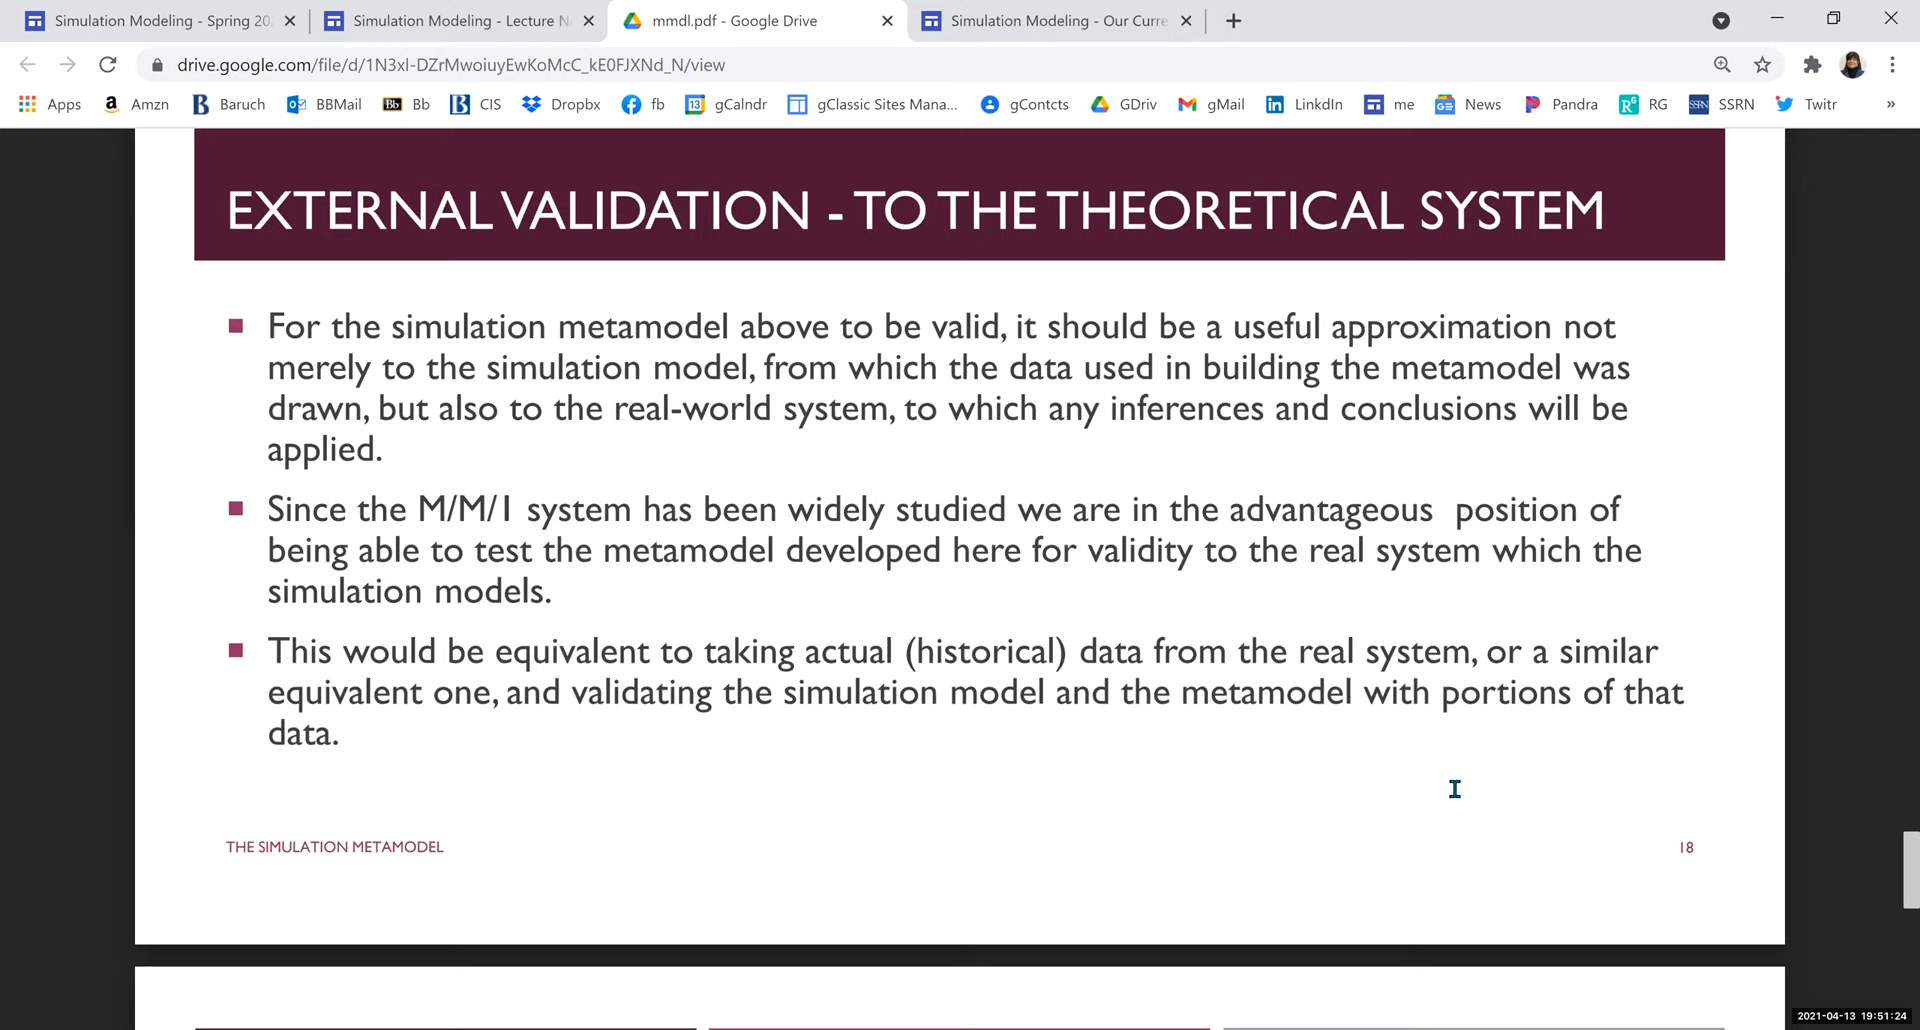 Simulation Modeling - Spring 20
Simulation Modeling - Lecture N
mmdl.pdf - Google Drive
Simulation Modeling - Our Curre
drive.google.com/file/d/1N3xl-DZrMwoiuyEwKoMcC_kE0FJXNd_N/view
Apps Amzn Baruch BBMail Bb CIS Dropbx fb gCalndr gClassic Sites Mana... gContcts GDriv gMail LinkdIn me News Pandra RG SSRN Twitr »
EXTERNAL VALIDATION - TO THE THEORETICAL SYSTEM
For the simulation metamodel above to be valid, it should be a useful approximation not
merely to the simulation model, from which the data used in building the metamodel was
drawn, but also to the real-world system, to which any inferences and conclusions will be
applied.
Since the M/M/1 system has been widely studied we are in the advantageous position of
being able to test the metamodel developed here for validity to the real system which the
simulation models.
This would be equivalent to taking actual (historical) data from the real system, or a similar
equivalent one, and validating the simulation model and the metamodel with portions of that
data.
THE SIMULATION METAMODEL
18
2021-04-13 19:51:24